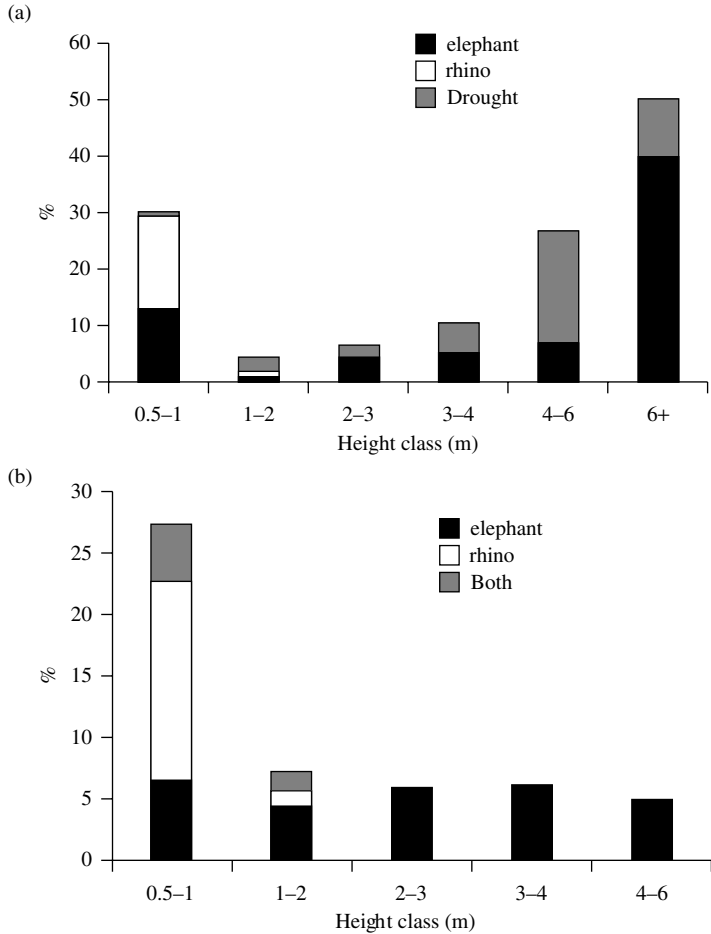 (a)
60
50
40
30
20
10
0
%
elephant
rhino
Drought
0.5–1 1–2 2–3 3–4 4–6 6+
Height class (m)
(b)
30
25
20
15
10
5
0
%
elephant
rhino
Both
0.5–1 1–2 2–3 3–4 4–6
Height class (m)